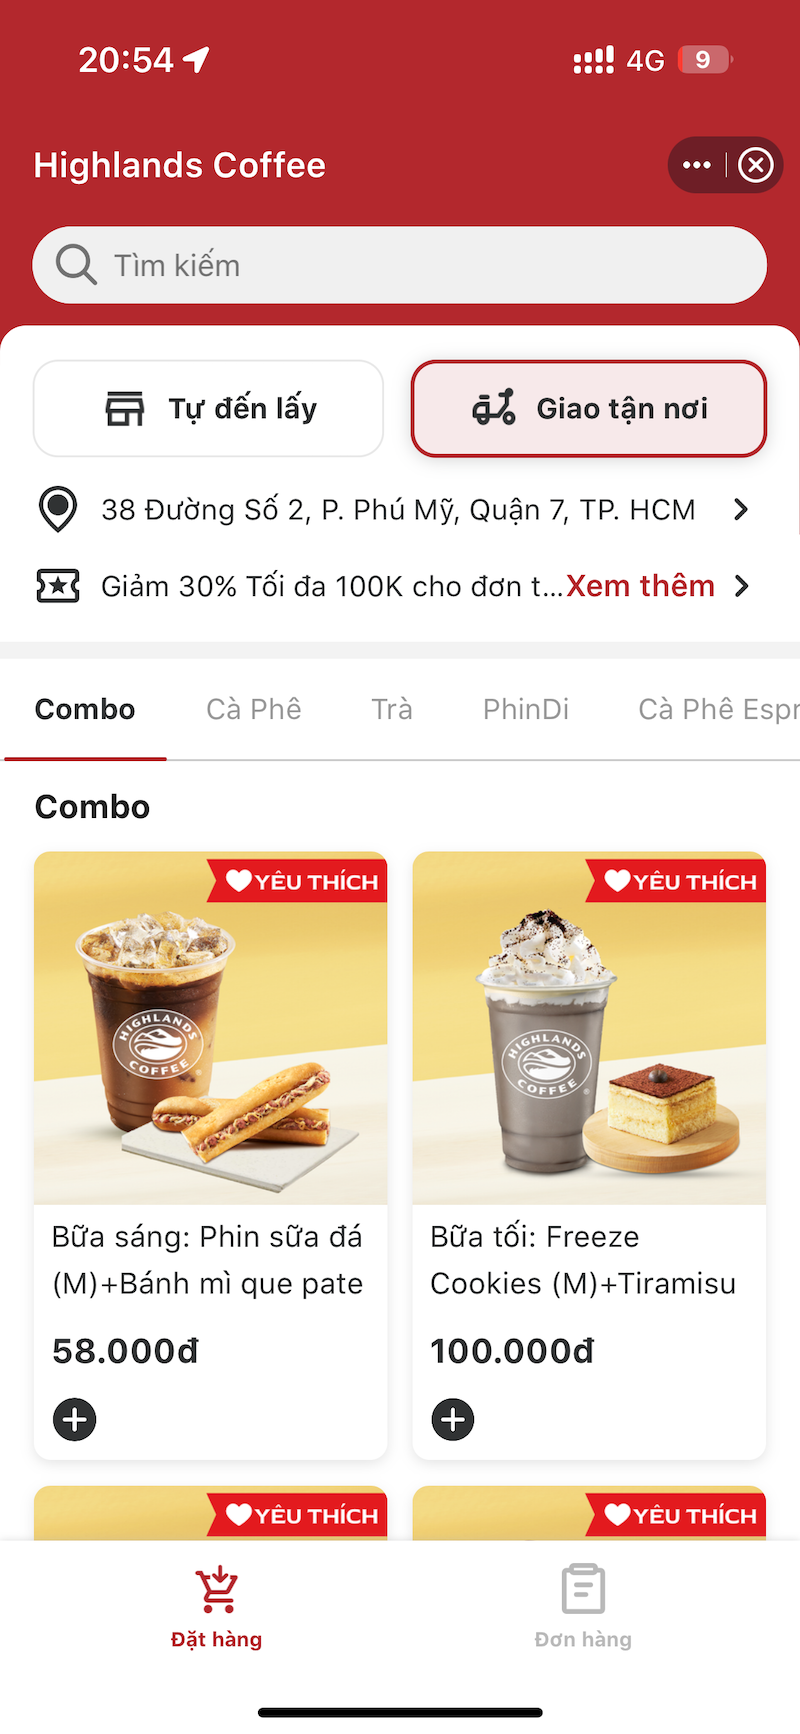 20:54
4G
9
Highlands Coffee
Tìm kiếm
Tự đến lấy
Giao tận nơi
38 Đường Số 2, P. Phú Mỹ, Quận 7, TP. HCM
Giảm 30% Tối đa 100K cho đơn t...Xem thêm
Combo
Cà Phê
Trà
PhinDi
Cà Phê Espr
Combo
YÊU THÍCH
HIGHLANDS
COFFEE
Bữa sáng: Phin sữa đá
(M)+Bánh mì que pate
58.000đ
YÊU THÍCH
HIGHLANDS
COFFEE
Bữa tối: Freeze
Cookies (M)+Tiramisu
100.000đ
YÊU THÍCH
YÊU THÍCH
Đặt hàng
Đơn hàng